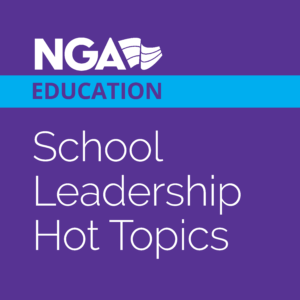 NGA
EDUCATION
School
Leadership
Hot Topics